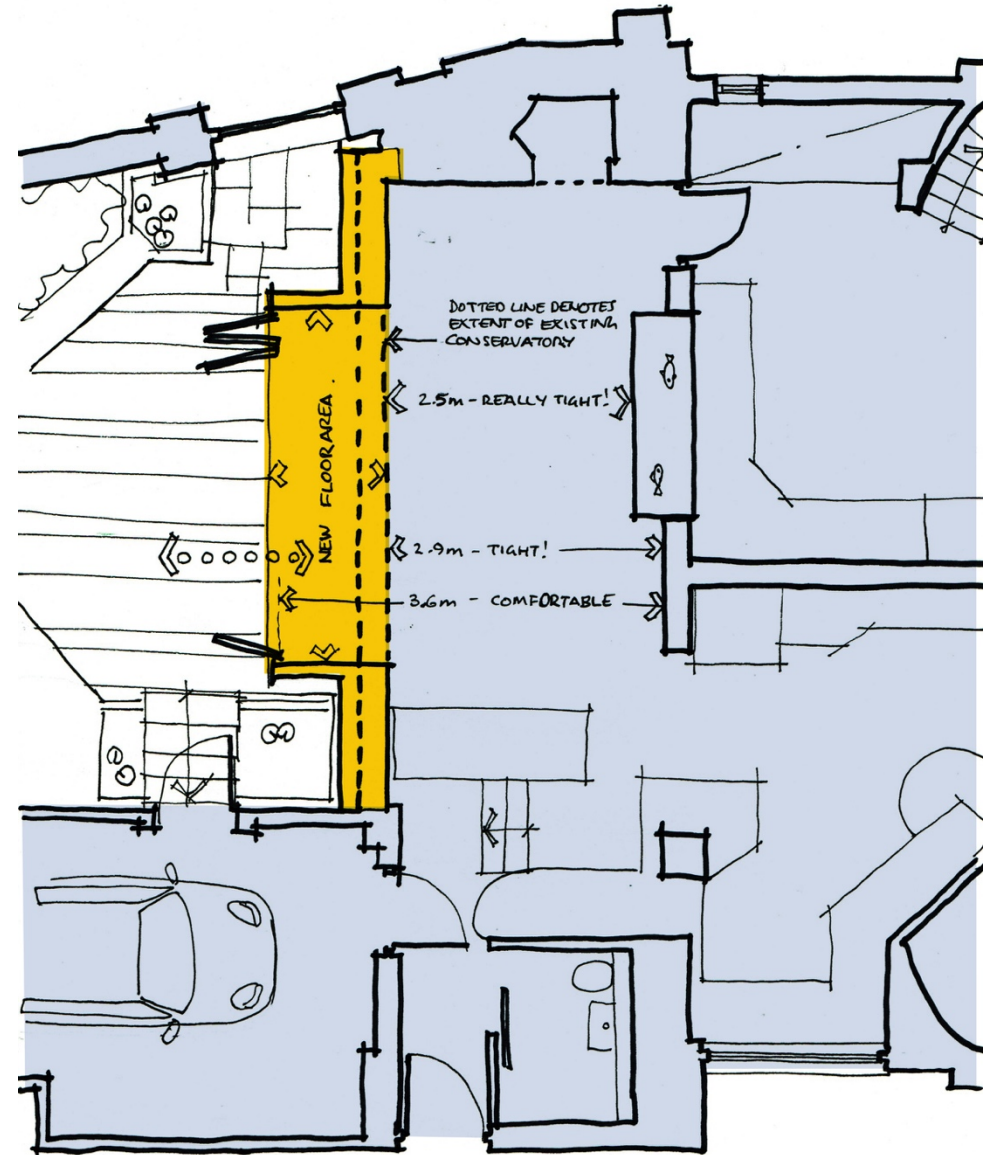 DOTTED LINE DENOTES
EXTENT OF EXISTING
CONSERVATORY
2.5m - REALLY TIGHT!
NEW FLOOR AREA.
2.9m - TIGHT!
3.6m - COMFORTABLE